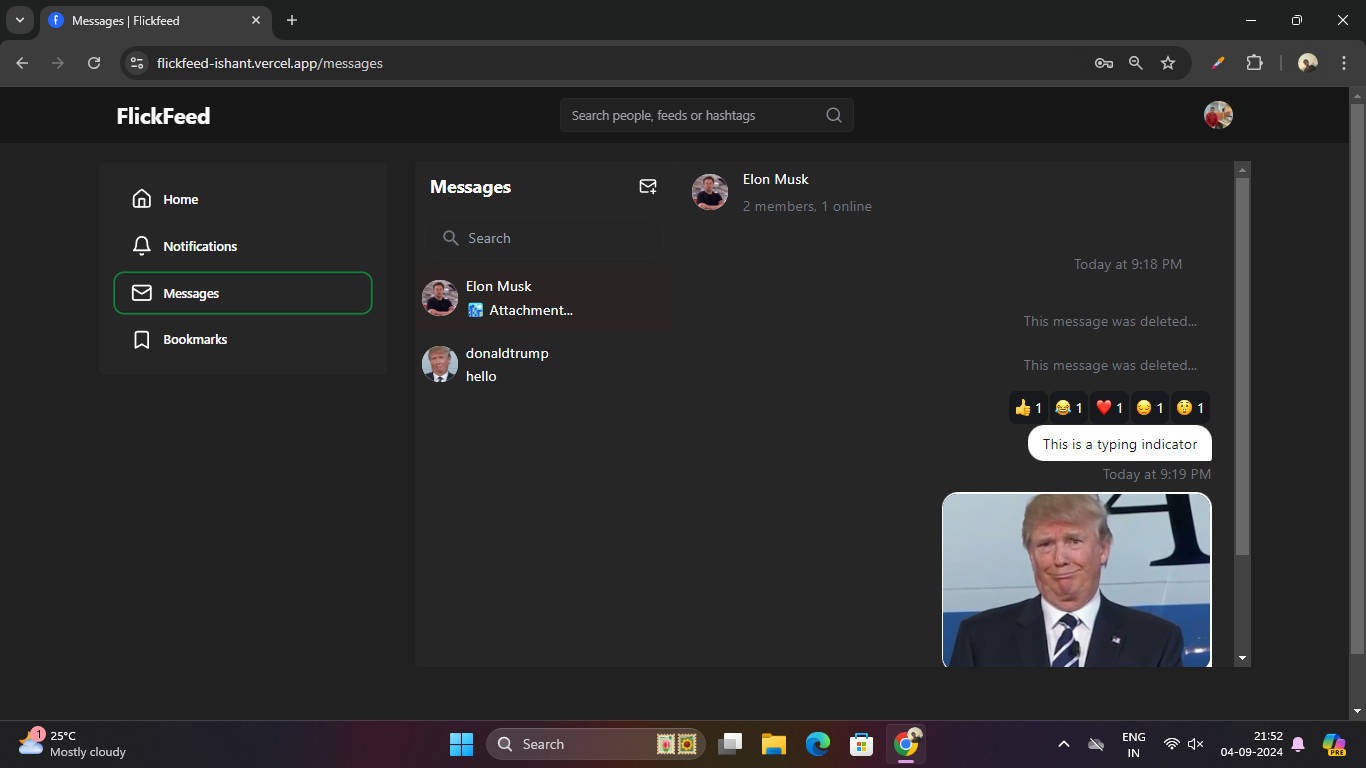 Messages | Flickfeed
flickfeed-ishant.vercel.app/messages
FlickFeed
Search people, feeds or hashtags
Home
Notifications
Messages
Bookmarks
Messages
Search
Elon Musk
Attachment...
donaldtrump
hello
Elon Musk
2 members, 1 online
Today at 9:18 PM
This message was deleted...
This message was deleted...
👍 1 😂 1 ❤️ 1 😔 1 😲 1
This is a typing indicator
Today at 9:19 PM
A
1
25°C
Mostly cloudy
Search
ENG
IN
21:52
04-09-2024
PRE